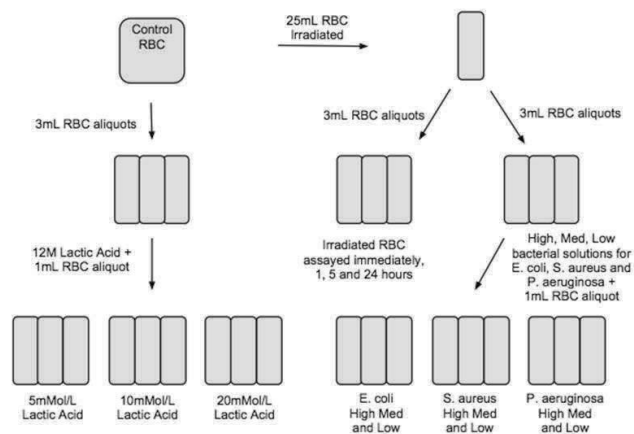 Control
RBC
25mL RBC
Irradiated
3mL RBC aliquots
3mL RBC aliquots
3mL RBC aliquots
12M Lactic Acid +
1mL RBC aliquot
Irradiated RBC
assayed immediately,
1, 5 and 24 hours
High, Med, Low
bacterial solutions for
E. coli, S. aureus and
P. aeruginosa +
1mL RBC aliquot
5mMol/L
Lactic Acid
10mMol/L
Lactic Acid
20mMol/L
Lactic Acid
E. coli
High Med
and Low
S. aureus
High Med
and Low
P. aeruginosa
High Med
and Low